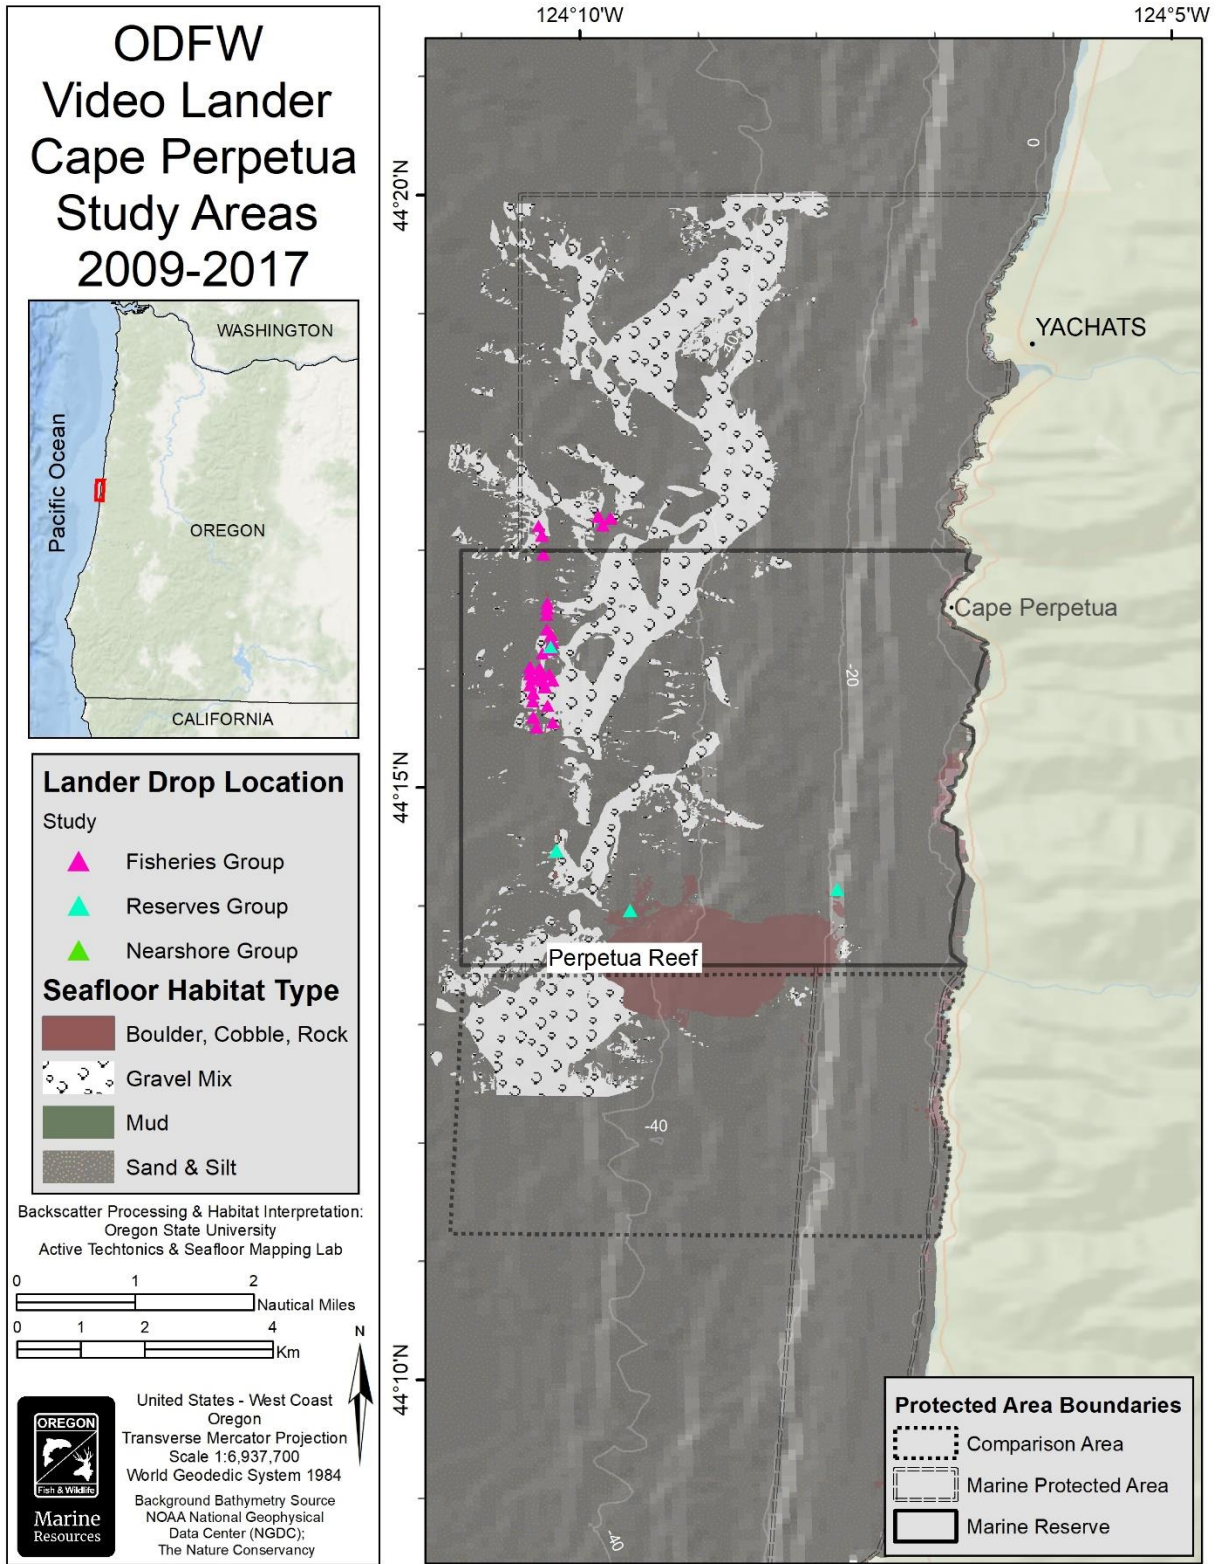 ODFW
Video Lander
Cape Perpetua
Study Areas
2009-2017
WASHINGTON
Pacific Ocean
OREGON
CALIFORNIA
Lander Drop Location
Study
Fisheries Group
Reserves Group
Nearshore Group
Seafloor Habitat Type
Boulder, Cobble, Rock
Gravel Mix
Mud
Sand & Silt
Backscatter Processing & Habitat Interpretation:
Oregon State University
Active Techtonics & Seafloor Mapping Lab
0 1 2
Nautical Miles
0 1 2 4
Km
N
OREGON
Fish & Wildlife
Marine
Resources
United States - West Coast
Oregon
Transverse Mercator Projection
Scale 1:6,937,700
World Geodedic System 1984
Background Bathymetry Source
NOAA National Geophysical
Data Center (NGDC);
The Nature Conservancy
124°10'W 124°5'W
0
44°20'N
YACHATS
-40
Cape Perpetua
-20
44°15'N
Perpetua Reef
-40
44°10'N
-40
Protected Area Boundaries
Comparison Area
Marine Protected Area
Marine Reserve